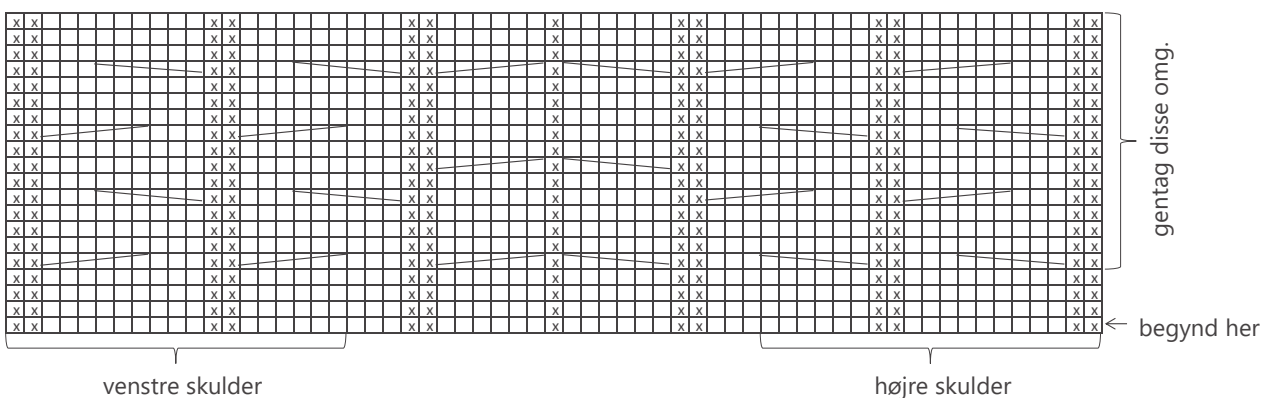 gentag disse omg.
begynd her
venstre skulder
højre skulder